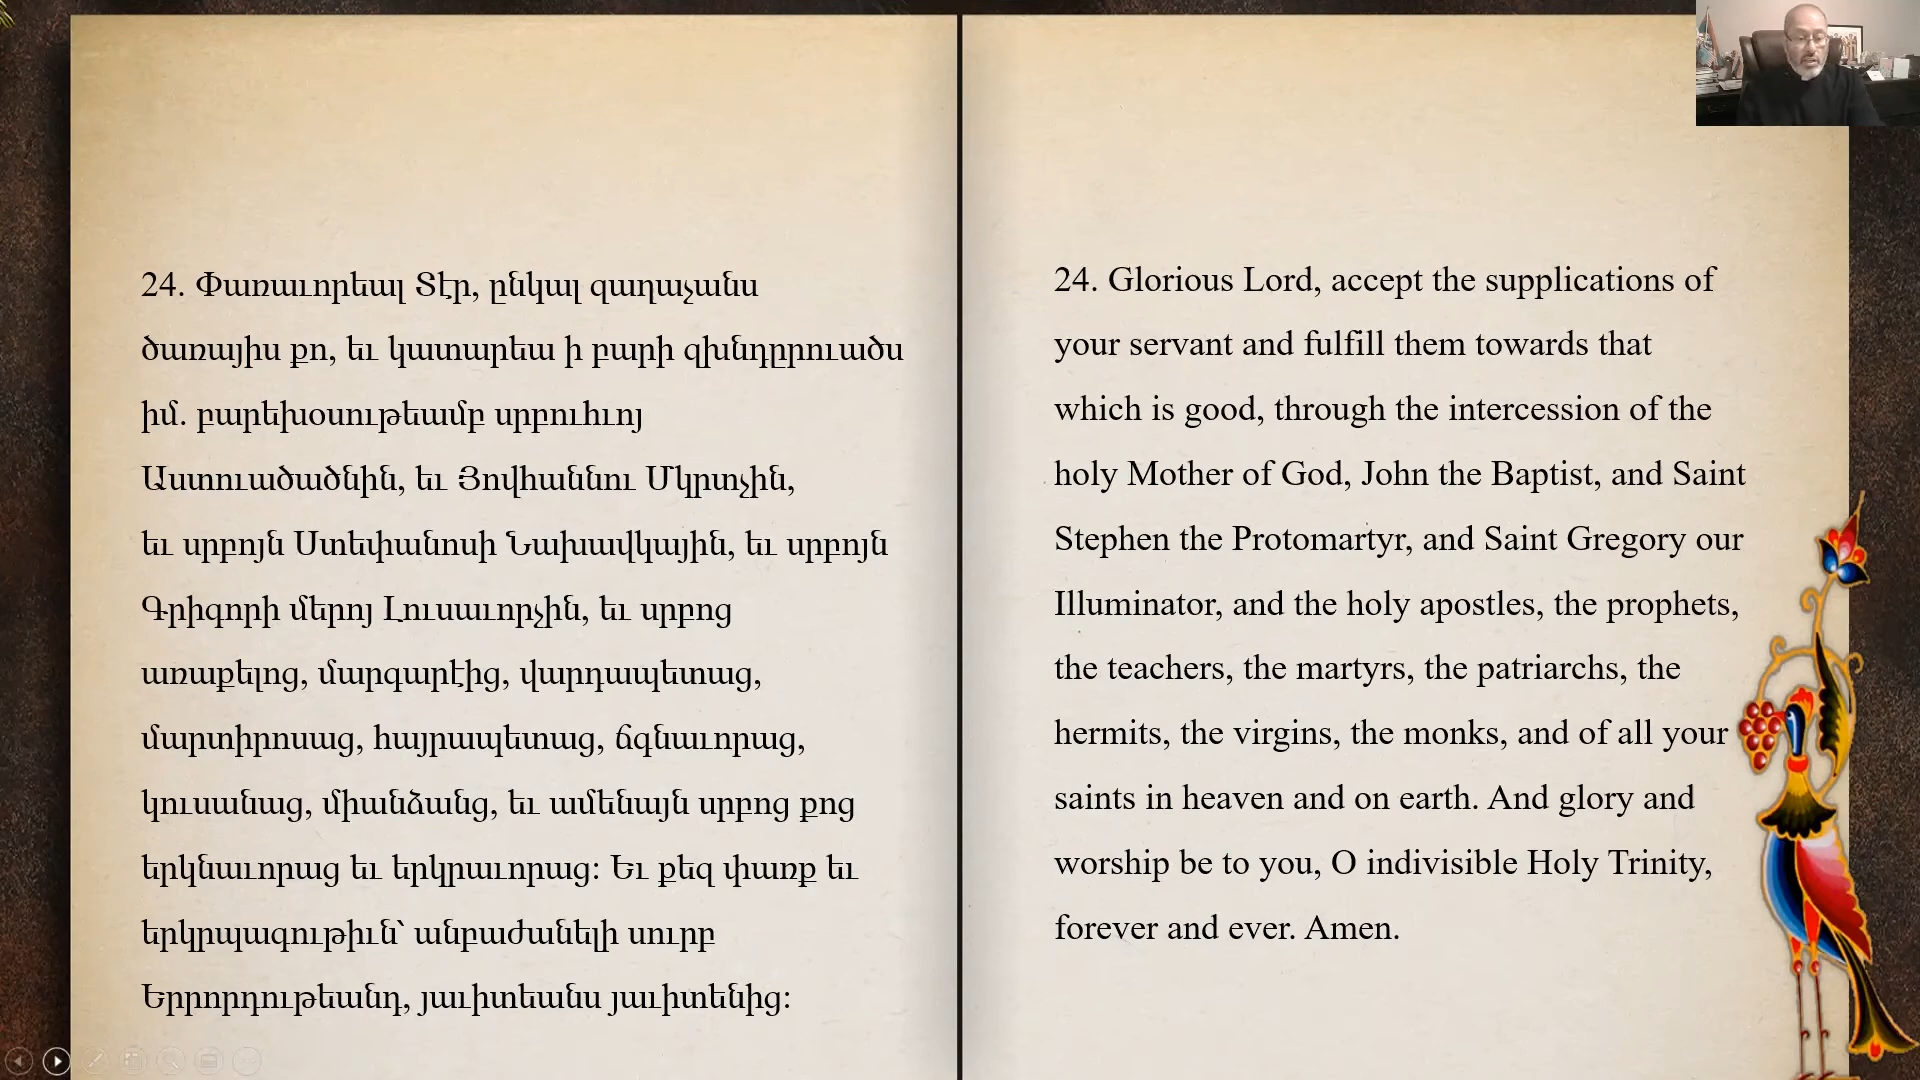 24. Փառաւորեալ Տէր, ընկալ զաղաչանս
ծառայիս քո, եւ կատարեա ի բարի զխնդըրուածս
իմ. բարեխօսութեամբ սրբուհւոյ
Աստուածածնին, եւ Յովհաննու Մկրտչին,
եւ սրբոյն Ստեփանոսի Նախավկային, եւ սրբոյն
Գրիգորի մերոյ Լուսաւորչին, եւ սրբոց
առաքելոց, մարգարէից, վարդապետաց,
մարտիրոսաց, հայրապետաց, ճգնաւորաց,
կուսանաց, միանձանց, եւ ամենայն սրբոց քոց
երկնաւորաց եւ երկրաւորաց։ Եւ քեզ փառք եւ
երկրպագութիւն՝ անբաժանելի սուրբ
Երրորդութեանդ, յաւիտեանս յաւիտենից։
24. Glorious Lord, accept the supplications of
your servant and fulfill them towards that
which is good, through the intercession of the
holy Mother of God, John the Baptist, and Saint
Stephen the Protomartyr, and Saint Gregory our
Illuminator, and the holy apostles, the prophets,
the teachers, the martyrs, the patriarchs, the
hermits, the virgins, the monks, and of all your
saints in heaven and on earth. And glory and
worship be to you, O indivisible Holy Trinity,
forever and ever. Amen.